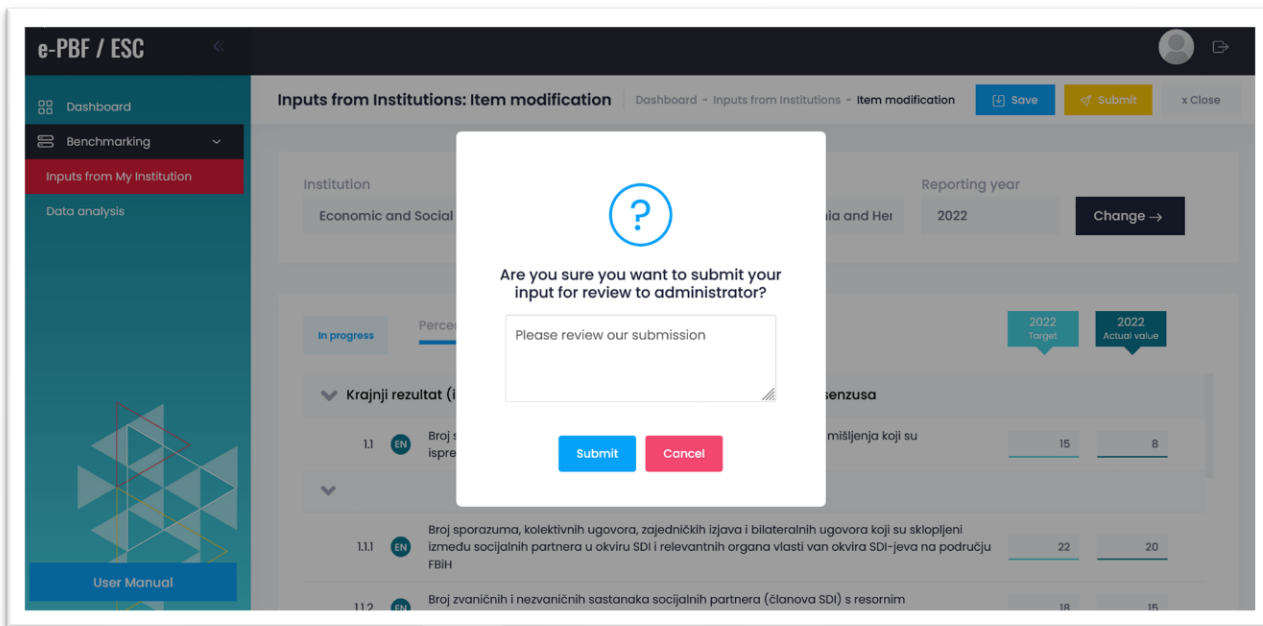 e-PBF / ESC
Dashboard
Benchmarking
Inputs from My Institution
Data analysis
User Manual
Inputs from Institutions: Item modification
Dashboard - Inputs from Institutions - Item modification
Save
Submit
x Close
Institution
Reporting year
Economic and Social
ia and Her
2022
Change →
?
Are you sure you want to submit your
input for review to administrator?
Please review our submission
Submit
Cancel
In progress
Perce
2022
Target
2022
Actual value
Krajnji rezultat (i
senzusa
1.1 EN Broj s
mišljenja koji su
ispre
15 8
1.1.1 EN
Broj sporazuma, kolektivnih ugovora, zajedničkih izjava i bilateralnih ugovora koji su sklopljeni
između socijalnih partnera u okviru SDI i relevantnih organa vlasti van okvira SDI-jeva na području
FBiH
22 20
1.1.2 EN
Broj zvaničnih i nezvaničnih sastanaka socijalnih partnera (članova SDI) s resornim
18 15